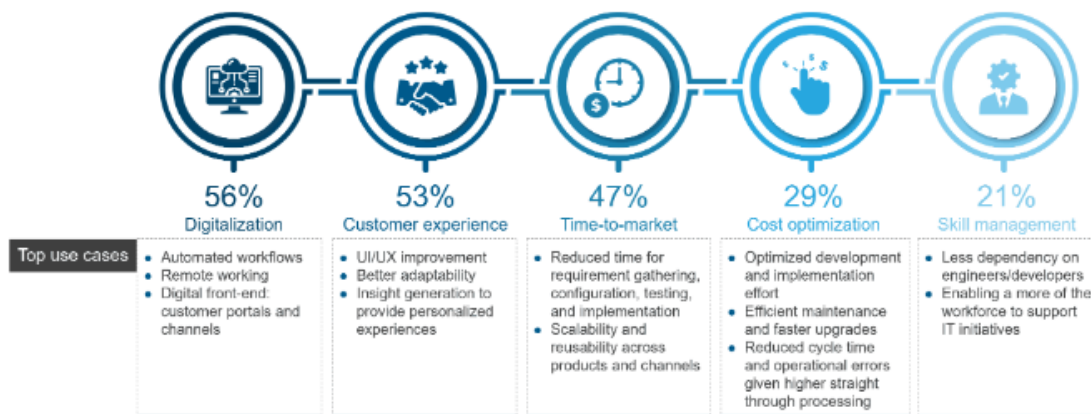 56%
Digitalization
53%
Customer experience
47%
Time-to-market
29%
Cost optimization
21%
Skill management
Top use cases
• Automated workflows
• Remote working
• Digital front-end:
customer portals and
channels
• UI/UX improvement
• Better adaptability
• Insight generation to
provide personalized
experiences
• Reduced time for
requirement gathering,
configuration, testing,
and implementation
• Scalability and
reusability across
products and channels
• Optimized development
and implementation
effort
• Efficient maintenance
and faster upgrades
• Reduced cycle time
and operational errors
given higher straight
through processing
• Less dependency on
engineers/developers
• Enabling a more of the
workforce to support
IT initiatives